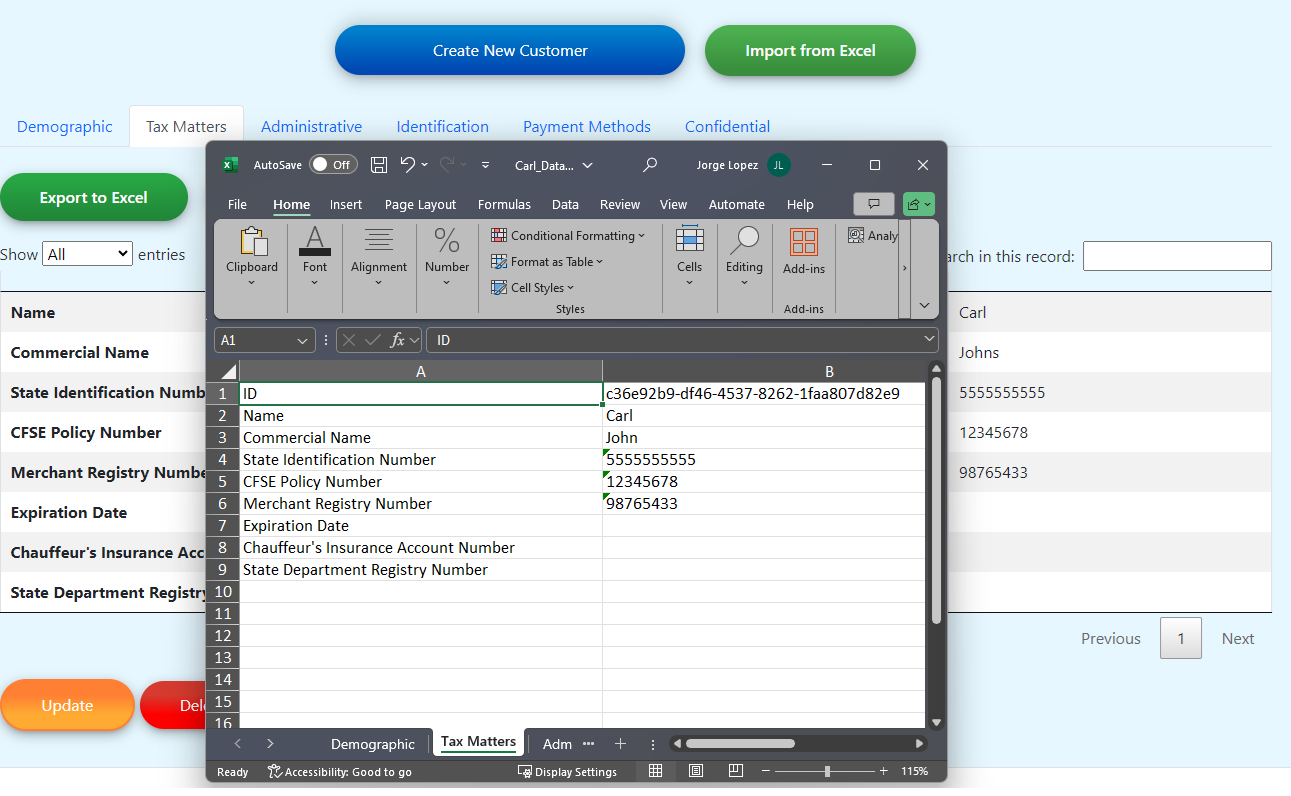 Create New Customer
Import from Excel
Demographic
Tax Matters
Administrative
Identification
Payment Methods
Confidential
AutoSave
Off
Carl_Data...
Jorge Lopez
JL
Export to Excel
File
Home
Insert
Page Layout
Formulas
Data
Review
View
Automate
Help
Show
All
entries
Clipboard
Font
Alignment
Number
Conditional Formatting
Format as Table
Cell Styles
Styles
Cells
Editing
Add-ins
Add-ins
Analy
arch in this record:
A1
fx
ID
A
B
1 ID c36e92b9-df46-4537-8262-1faa807d82e9
2 Name Carl
3 Commercial Name John
4 State Identification Number 5555555555
5 CFSE Policy Number 12345678
6 Merchant Registry Number 98765433
7 Expiration Date
8 Chauffeur's Insurance Account Number
9 State Department Registry Number
10
11
12
13
14
15
16
Name Carl
Commercial Name Johns
State Identification Numb 5555555555
CFSE Policy Number 12345678
Merchant Registry Numbe 98765433
Expiration Date
Chauffeur's Insurance Acc
State Department Registry
Previous
1
Next
Update
Dele
Demographic
Tax Matters
Adm
Ready
Accessibility: Good to go
Display Settings
115%